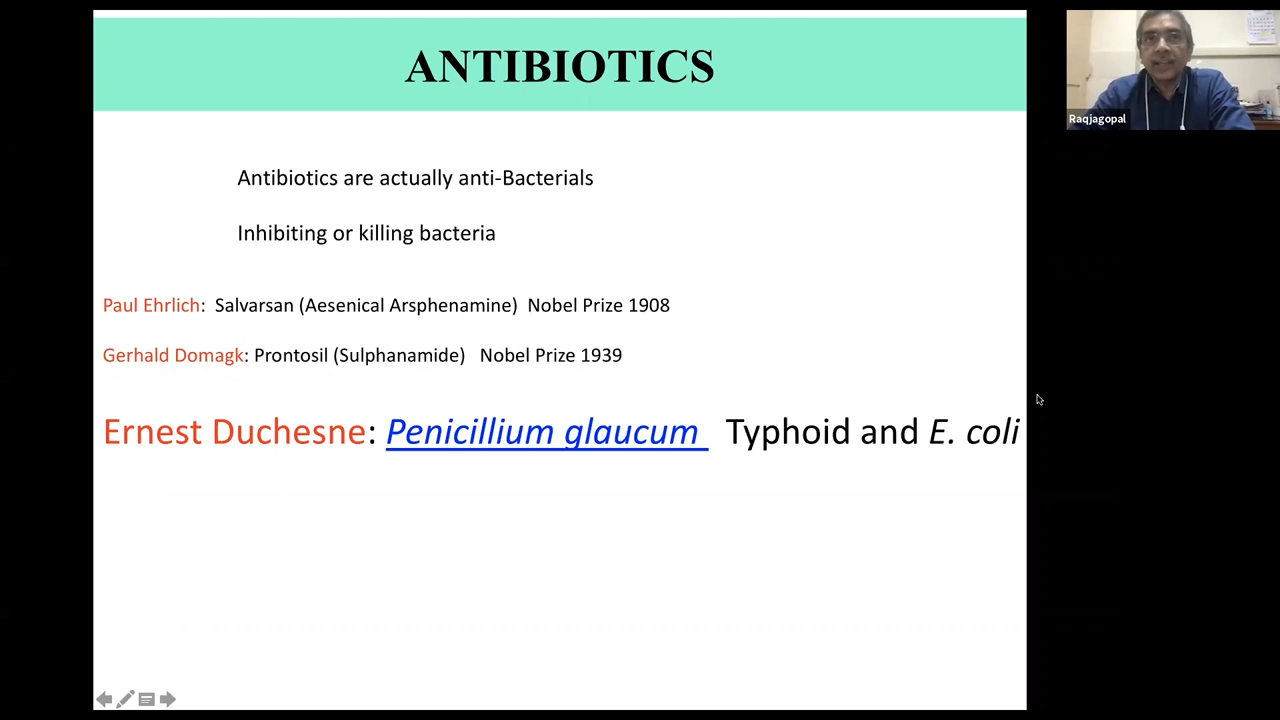 ANTIBIOTICS
Raqjagopal
Antibiotics are actually anti-Bacterials
Inhibiting or killing bacteria
Paul Ehrlich: Salvarsan (Aesenical Arsphenamine) Nobel Prize 1908
Gerhald Domagk: Prontosil (Sulphanamide) Nobel Prize 1939
Ernest Duchesne: Penicillium glaucum Typhoid and E. coli